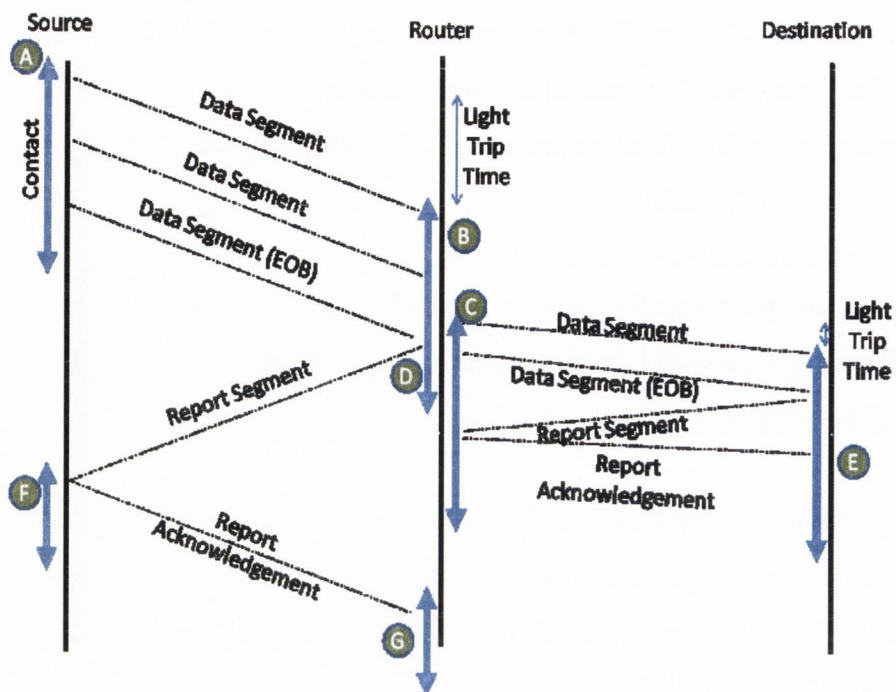 Source
Router
Destination
A
Contact
Data Segment
Data Segment
Data Segment (EOB)
Light
Trip
Time
B
C
Data Segment
Light
Trip
Time
D
Data Segment (EOB)
Report Segment
Report Segment
E
Report
Acknowledgement
F
Report
Acknowledgement
G